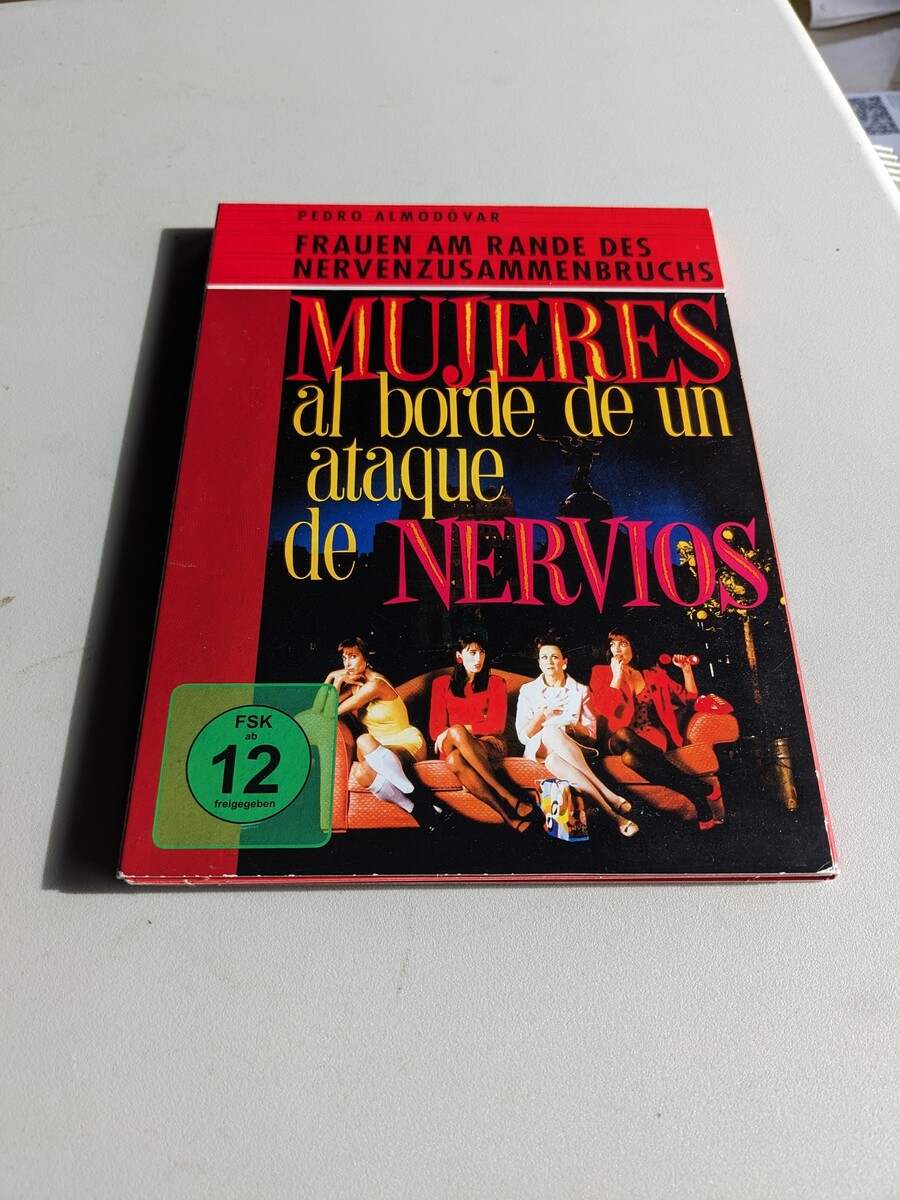 PEDRO ALMODÓVAR
FRAUEN AM RANDE DES
NERVENZUSAMMENBRUCHS
MUJERES
al borde de un
ataque
de NERVIOS
FSK
ab
12
freigegeben